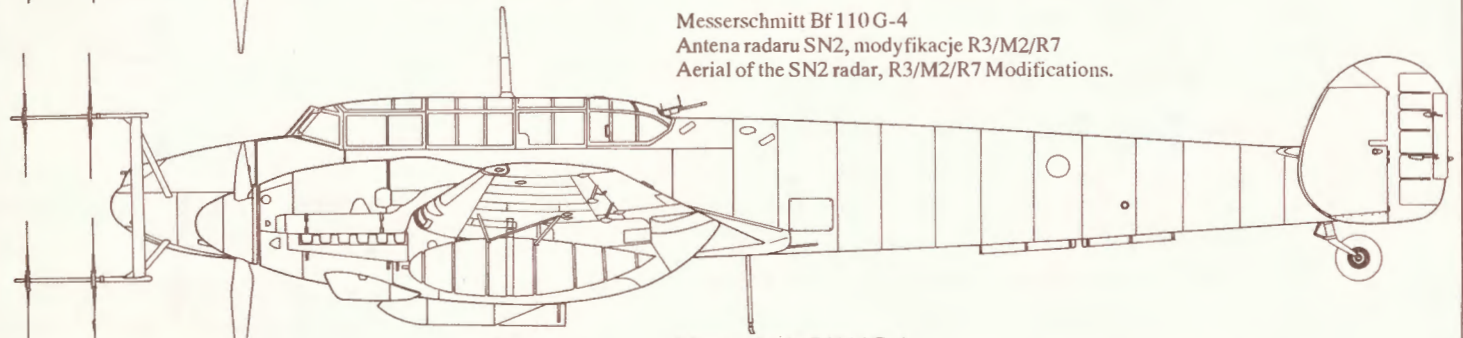 Messerschmitt Bf 110 G-4
Antena radaru SN2, modyfikacje R3/M2/R7
Aerial of the SN2 radar, R3/M2/R7 Modifications.